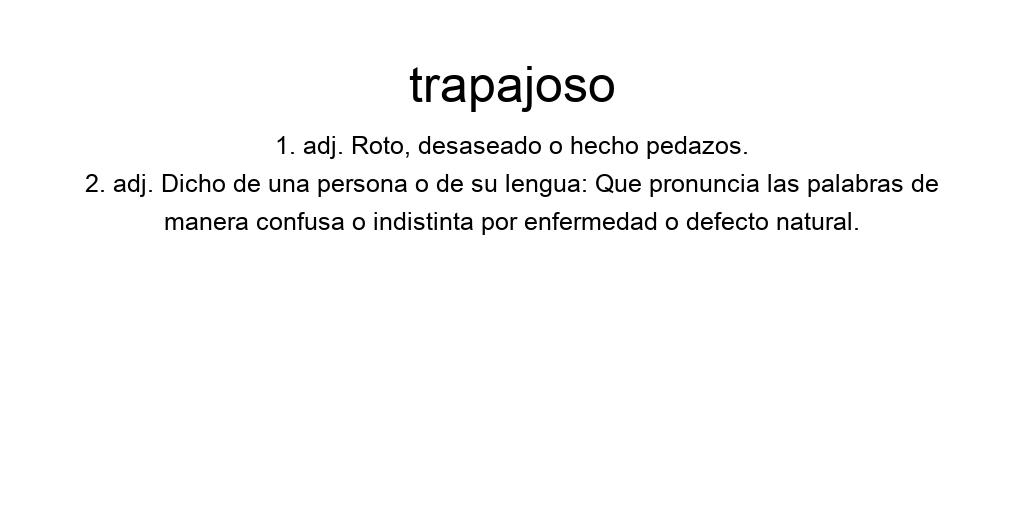 trapajoso
1. adj. Roto, desaseado o hecho pedazos.
2. adj. Dicho de una persona o de su lengua: Que pronuncia las palabras de
manera confusa o indistinta por enfermedad o defecto natural.